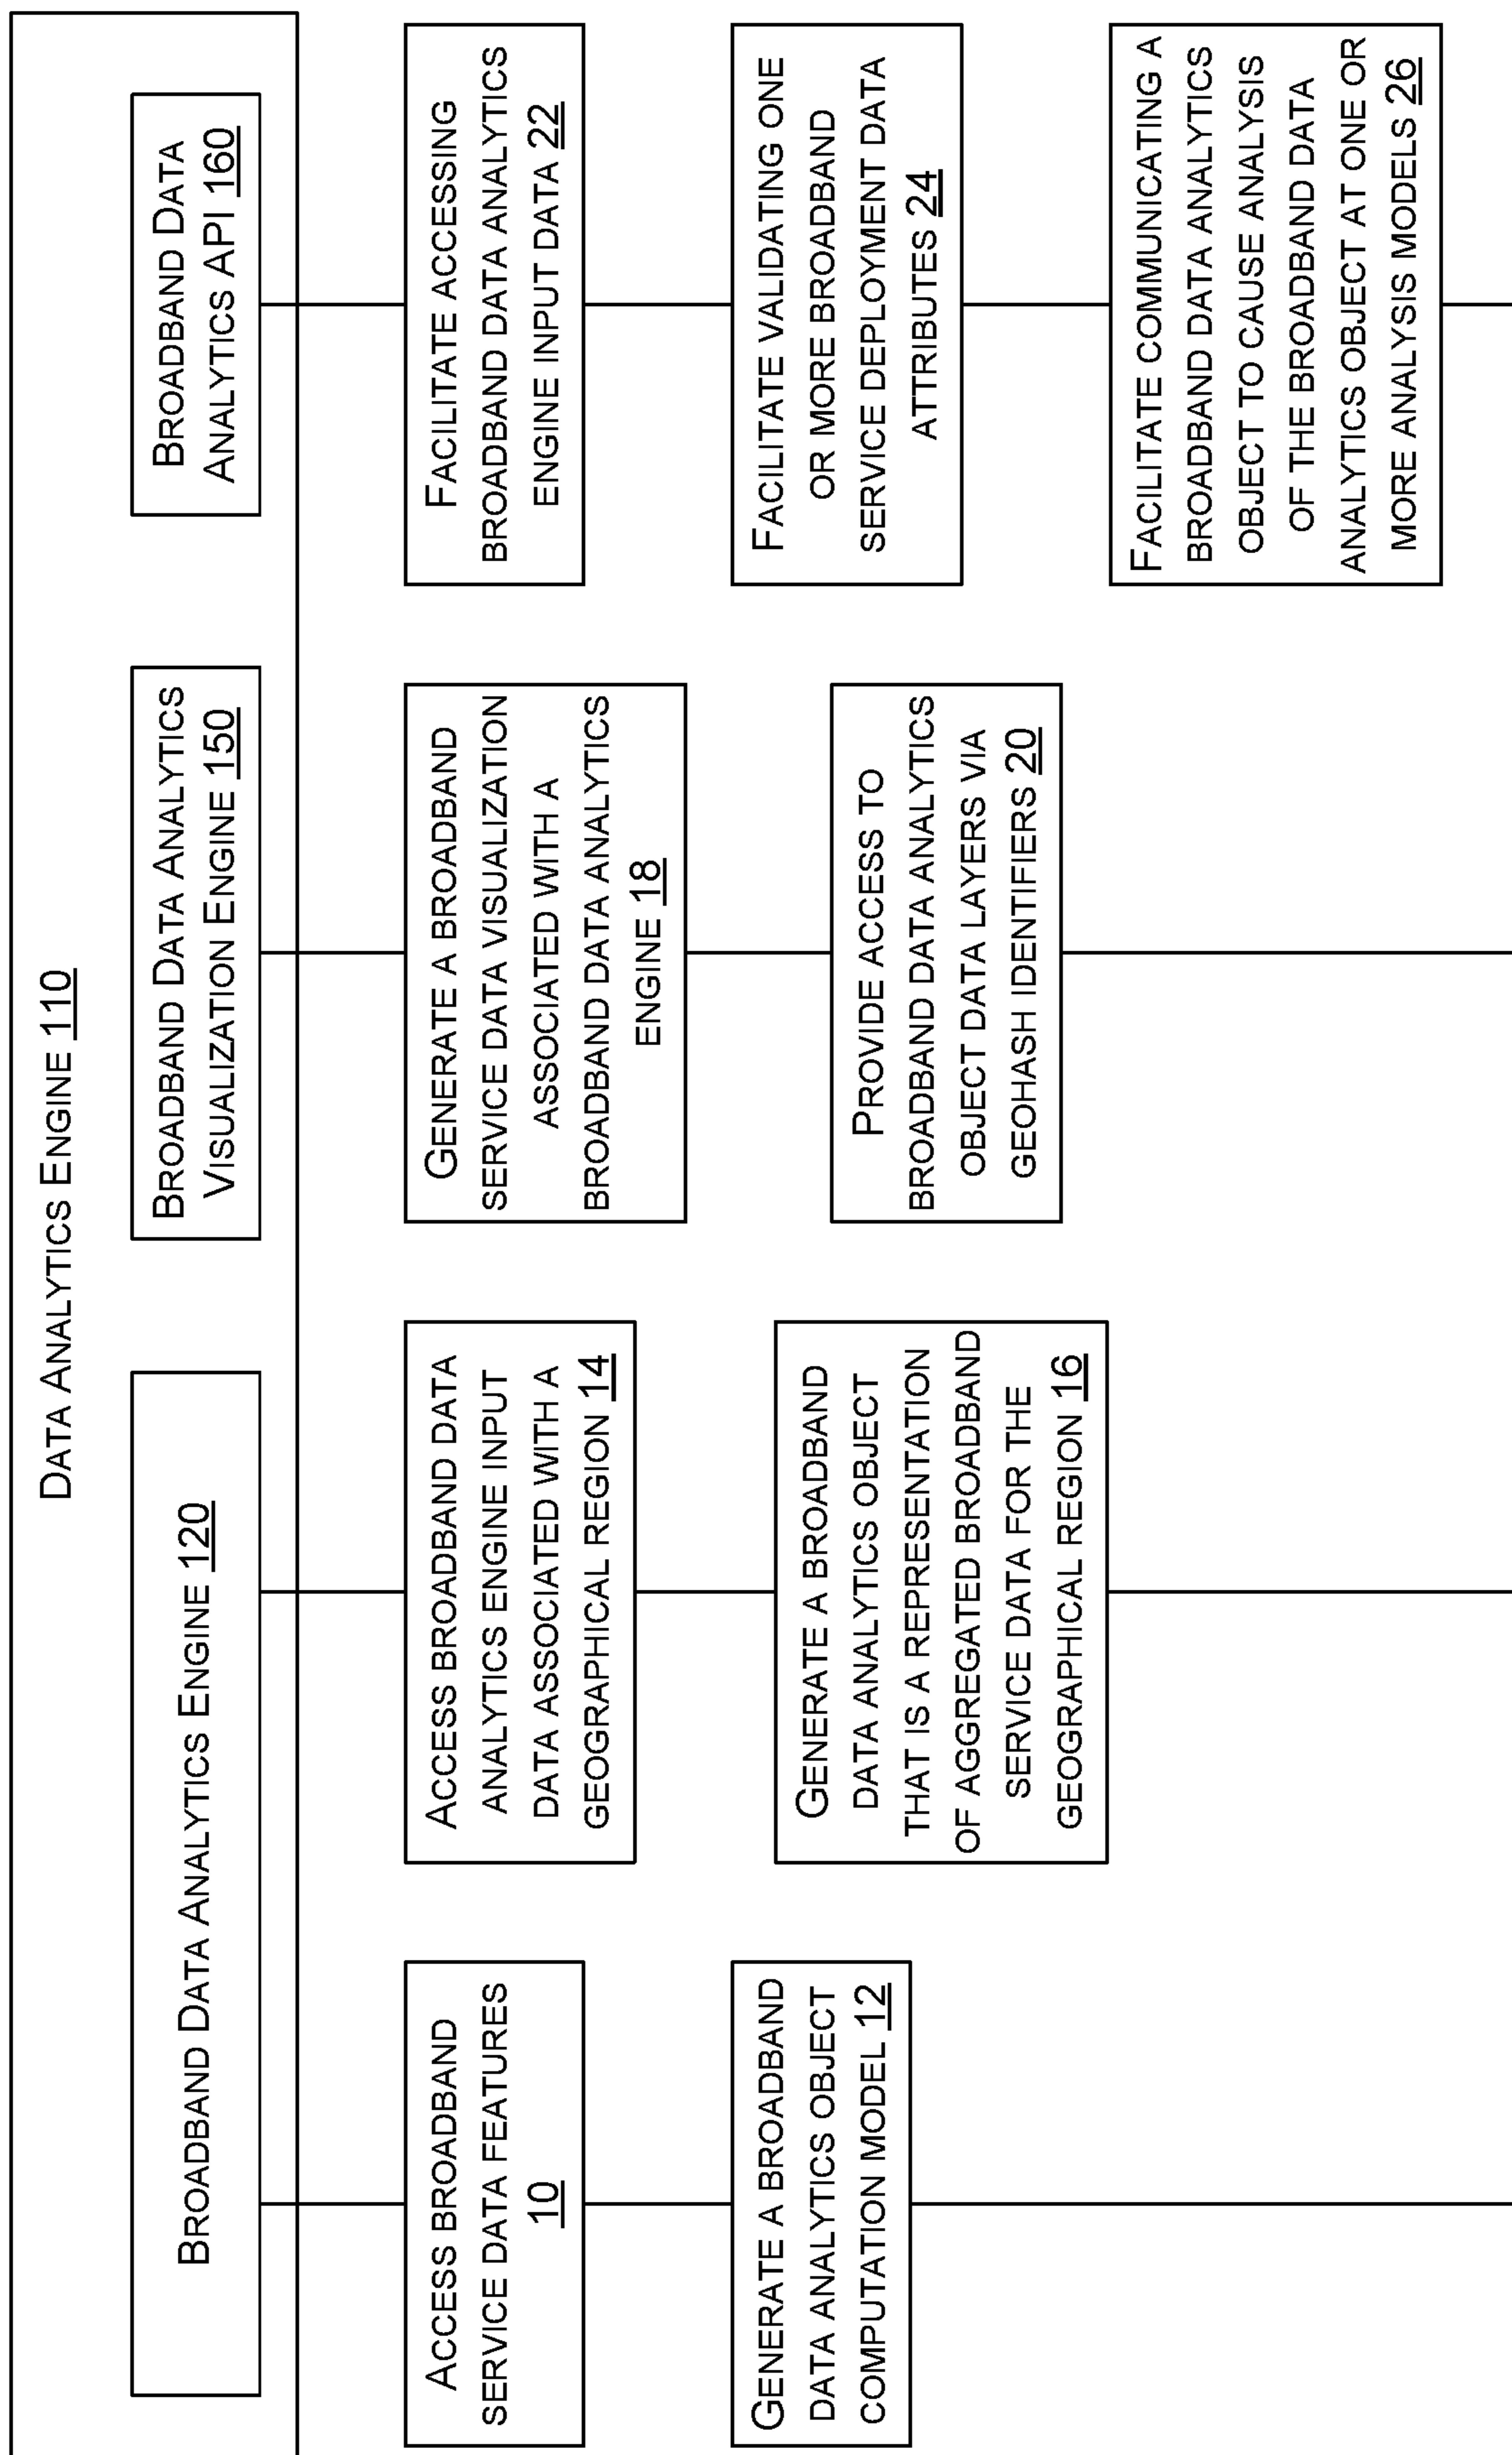 DATA ANALYTICS ENGINE 110
BROADBAND DATA ANALYTICS ENGINE 120
BROADBAND DATA ANALYTICS
VISUALIZATION ENGINE 150
BROADBAND DATA
ANALYTICS API 160
ACCESS BROADBAND
SERVICE DATA FEATURES
10
GENERATE A BROADBAND
DATA ANALYTICS OBJECT
COMPUTATION MODEL 12
ACCESS BROADBAND DATA
ANALYTICS ENGINE INPUT
DATA ASSOCIATED WITH A
GEOGRAPHICAL REGION 14
GENERATE A BROADBAND
DATA ANALYTICS OBJECT
THAT IS A REPRESENTATION
OF AGGREGATED BROADBAND
SERVICE DATA FOR THE
GEOGRAPHICAL REGION 16
GENERATE A BROADBAND
SERVICE DATA VISUALIZATION
ASSOCIATED WITH A
BROADBAND DATA ANALYTICS
ENGINE 18
PROVIDE ACCESS TO
BROADBAND DATA ANALYTICS
OBJECT DATA LAYERS VIA
GEOHASH IDENTIFIERS 20
FACILITATE ACCESSING
BROADBAND DATA ANALYTICS
ENGINE INPUT DATA 22
FACILITATE VALIDATING ONE
OR MORE BROADBAND
SERVICE DEPLOYMENT DATA
ATTRIBUTES 24
FACILITATE COMMUNICATING A
BROADBAND DATA ANALYTICS
OBJECT TO CAUSE ANALYSIS
OF THE BROADBAND DATA
ANALYTICS OBJECT AT ONE OR
MORE ANALYSIS MODELS 26